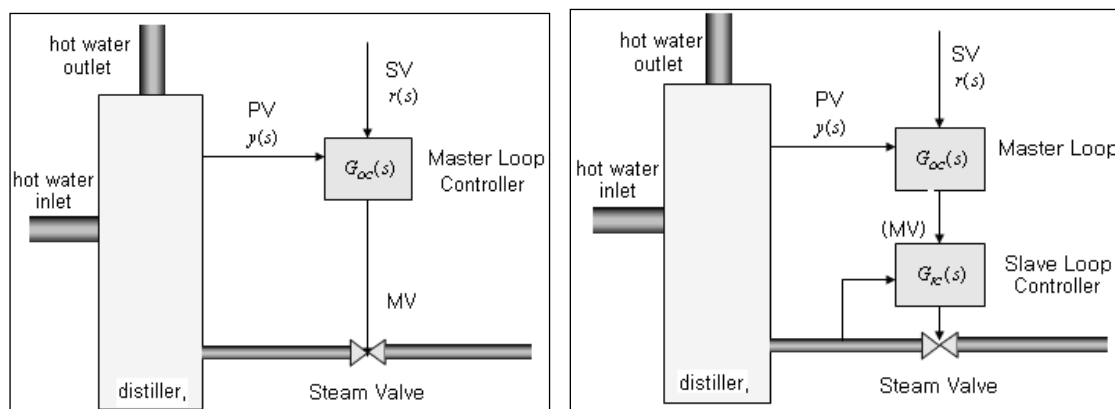 hot water
outlet
SV
r(s)
PV
y(s)
G_OC(s)
Master Loop
Controller
hot water
inlet
MV
distiller,
Steam Valve
hot water
outlet
SV
r(s)
PV
y(s)
G_OC(s)
Master Loop
hot water
inlet
(MV)
G_IC(s)
Slave Loop
Controller
distiller,
Steam Valve